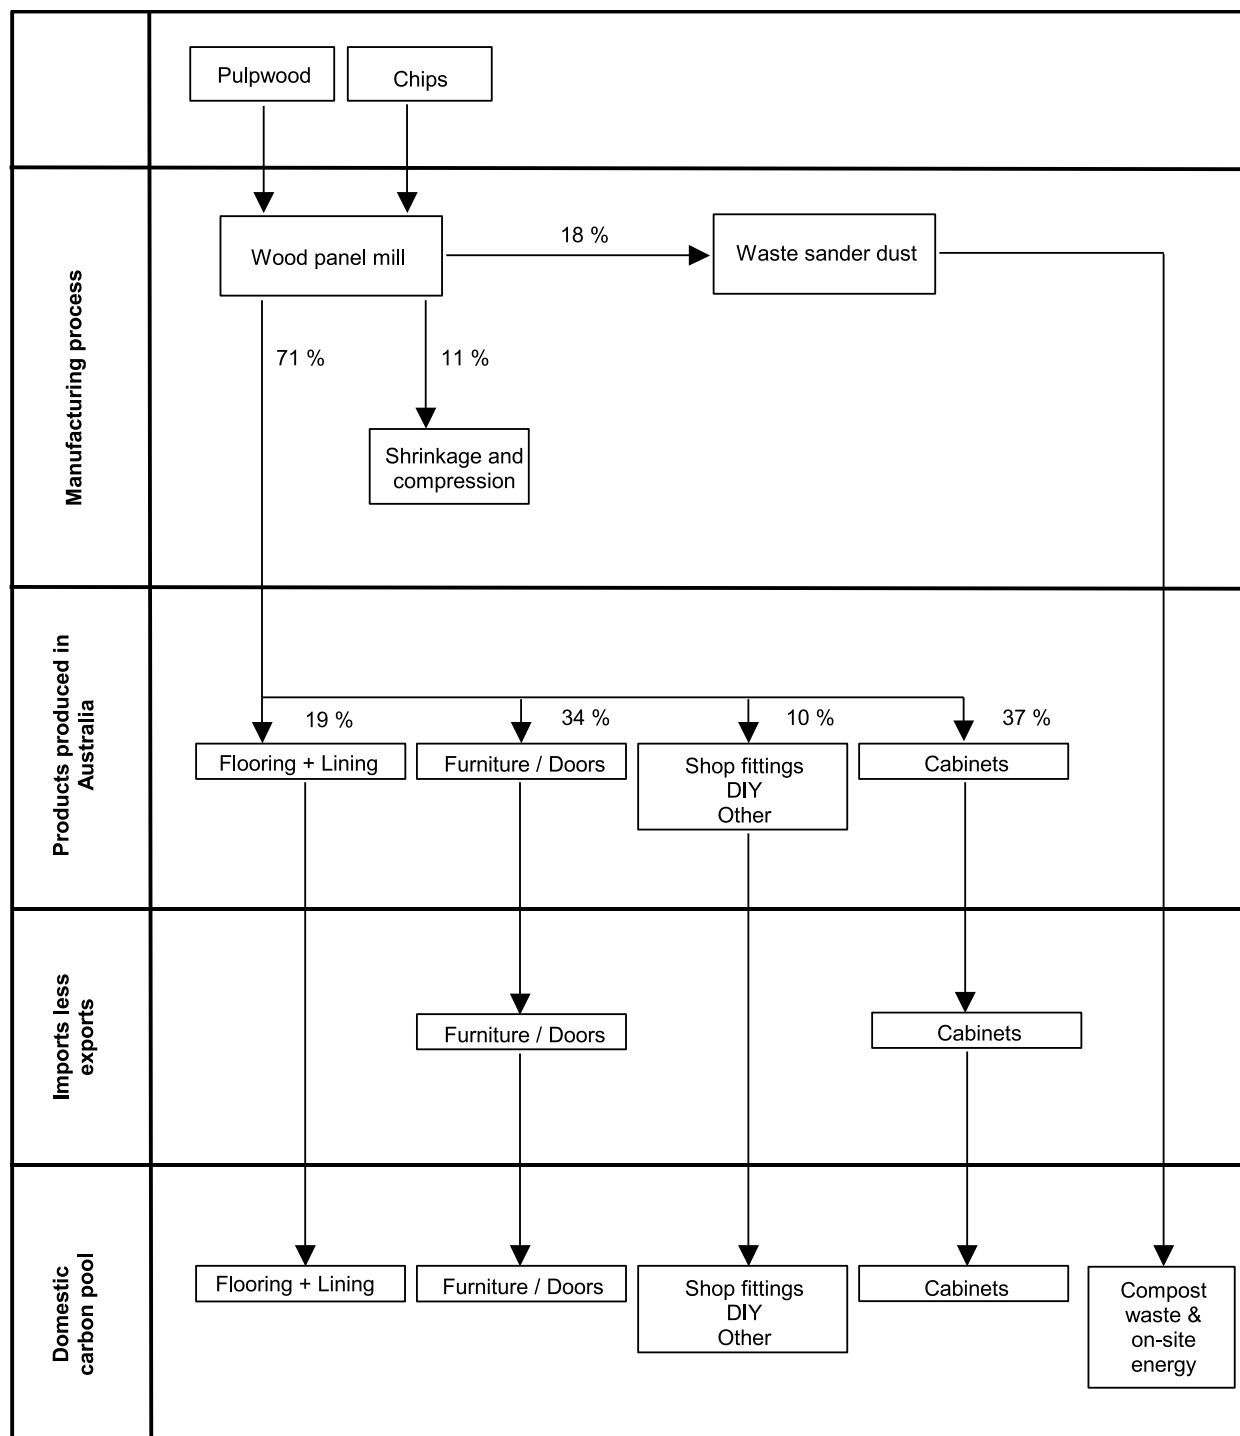 Pulpwood
Chips
Manufacturing process
Wood panel mill
18 %
Waste sander dust
71 %
11 %
Shrinkage and
compression
Products produced in
Australia
19 %
34 %
10 %
37 %
Flooring + Lining
Furniture / Doors
Shop fittings
DIY
Other
Cabinets
Imports less
exports
Furniture / Doors
Cabinets
Domestic
carbon pool
Flooring + Lining
Furniture / Doors
Shop fittings
DIY
Other
Cabinets
Compost
waste &
on-site
energy